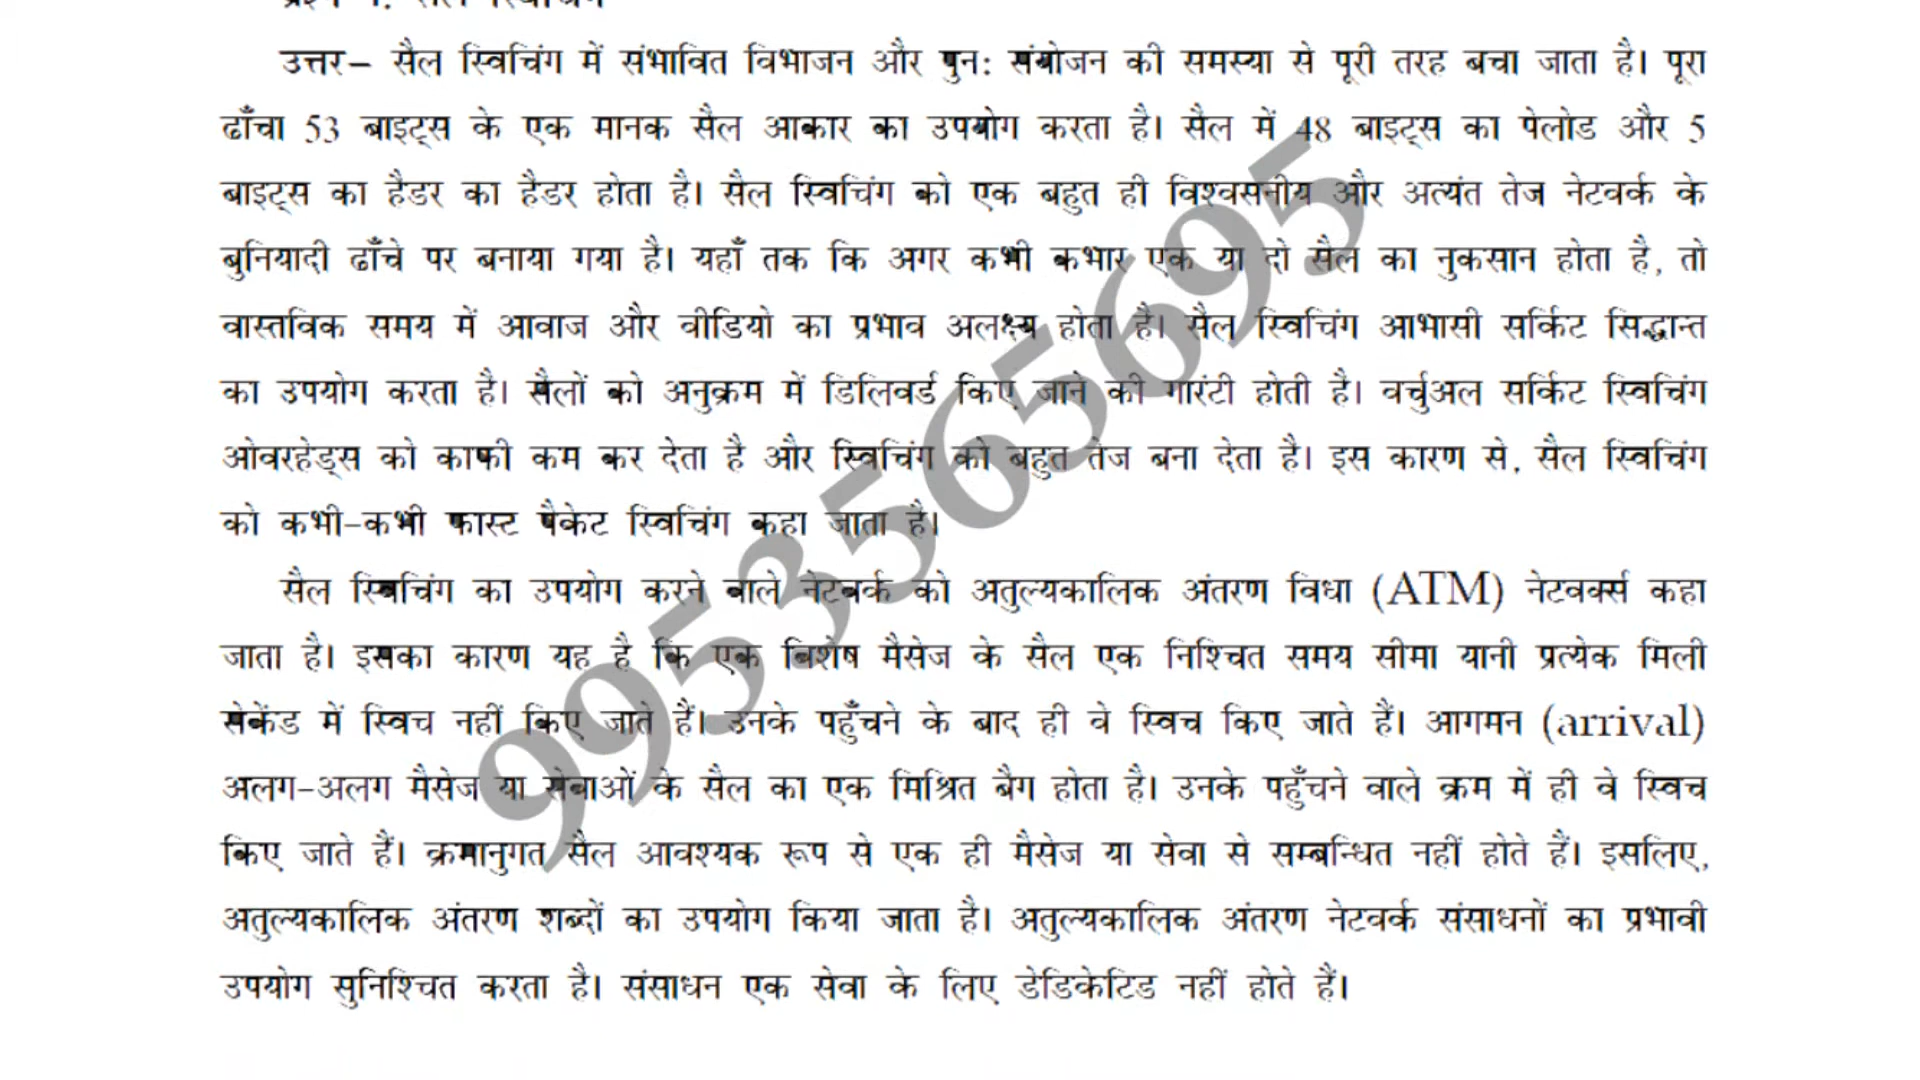 उत्तर– सैल स्विचिंग में संभावित विभाजन और पुन: संयोजन की समस्या से पूरी तरह बचा जाता है। पूरा
ढाँचा 53 बाइट्स के एक मानक सैल आकार का उपयोग करता है। सैल में 48 बाइट्स का पेलोड और 5
बाइट्स का हैडर का हैडर होता है। सैल स्विचिंग को एक बहुत ही विश्वसनीय और अत्यंत तेज नेटवर्क के
बुनियादी ढाँचे पर बनाया गया है। यहाँ तक कि अगर कभी कभार एक या दो सैल का नुकसान होता है, तो
वास्तविक समय में आवाज और वीडियो का प्रभाव अलक्ष्य होता है। सैल स्विचिंग आभासी सर्किट सिद्धान्त
का उपयोग करता है। सैलों को अनुक्रम में डिलिवर्ड किए जाने की गारंटी होती है। वर्चुअल सर्किट स्विचिंग
ओवरहेड्स को काफी कम कर देता है और स्विचिंग को बहुत तेज बना देता है। इस कारण से, सैल स्विचिंग
को कभी-कभी फास्ट पैकेट स्विचिंग कहा जाता है।
सैल स्विचिंग का उपयोग करने वाले नेटवर्क को अतुल्यकालिक अंतरण विधा (ATM) नेटवर्क्स कहा
जाता है। इसका कारण यह है कि एक विशेष मैसेज के सैल एक निश्चित समय सीमा यानी प्रत्येक मिली
सेकेंड में स्विच नहीं किए जाते हैं। उनके पहुँचने के बाद ही वे स्विच किए जाते हैं। आगमन (arrival)
अलग-अलग मैसेज या सेवाओं के सैल का एक मिश्रित बैग होता है। उनके पहुँचने वाले क्रम में ही वे स्विच
किए जाते हैं। क्रमानुगत सैल आवश्यक रूप से एक ही मैसेज या सेवा से सम्बन्धित नहीं होते हैं। इसलिए,
अतुल्यकालिक अंतरण शब्दों का उपयोग किया जाता है। अतुल्यकालिक अंतरण नेटवर्क संसाधनों का प्रभावी
उपयोग सुनिश्चित करता है। संसाधन एक सेवा के लिए डेडिकेटिड नहीं होते हैं।
9953565695